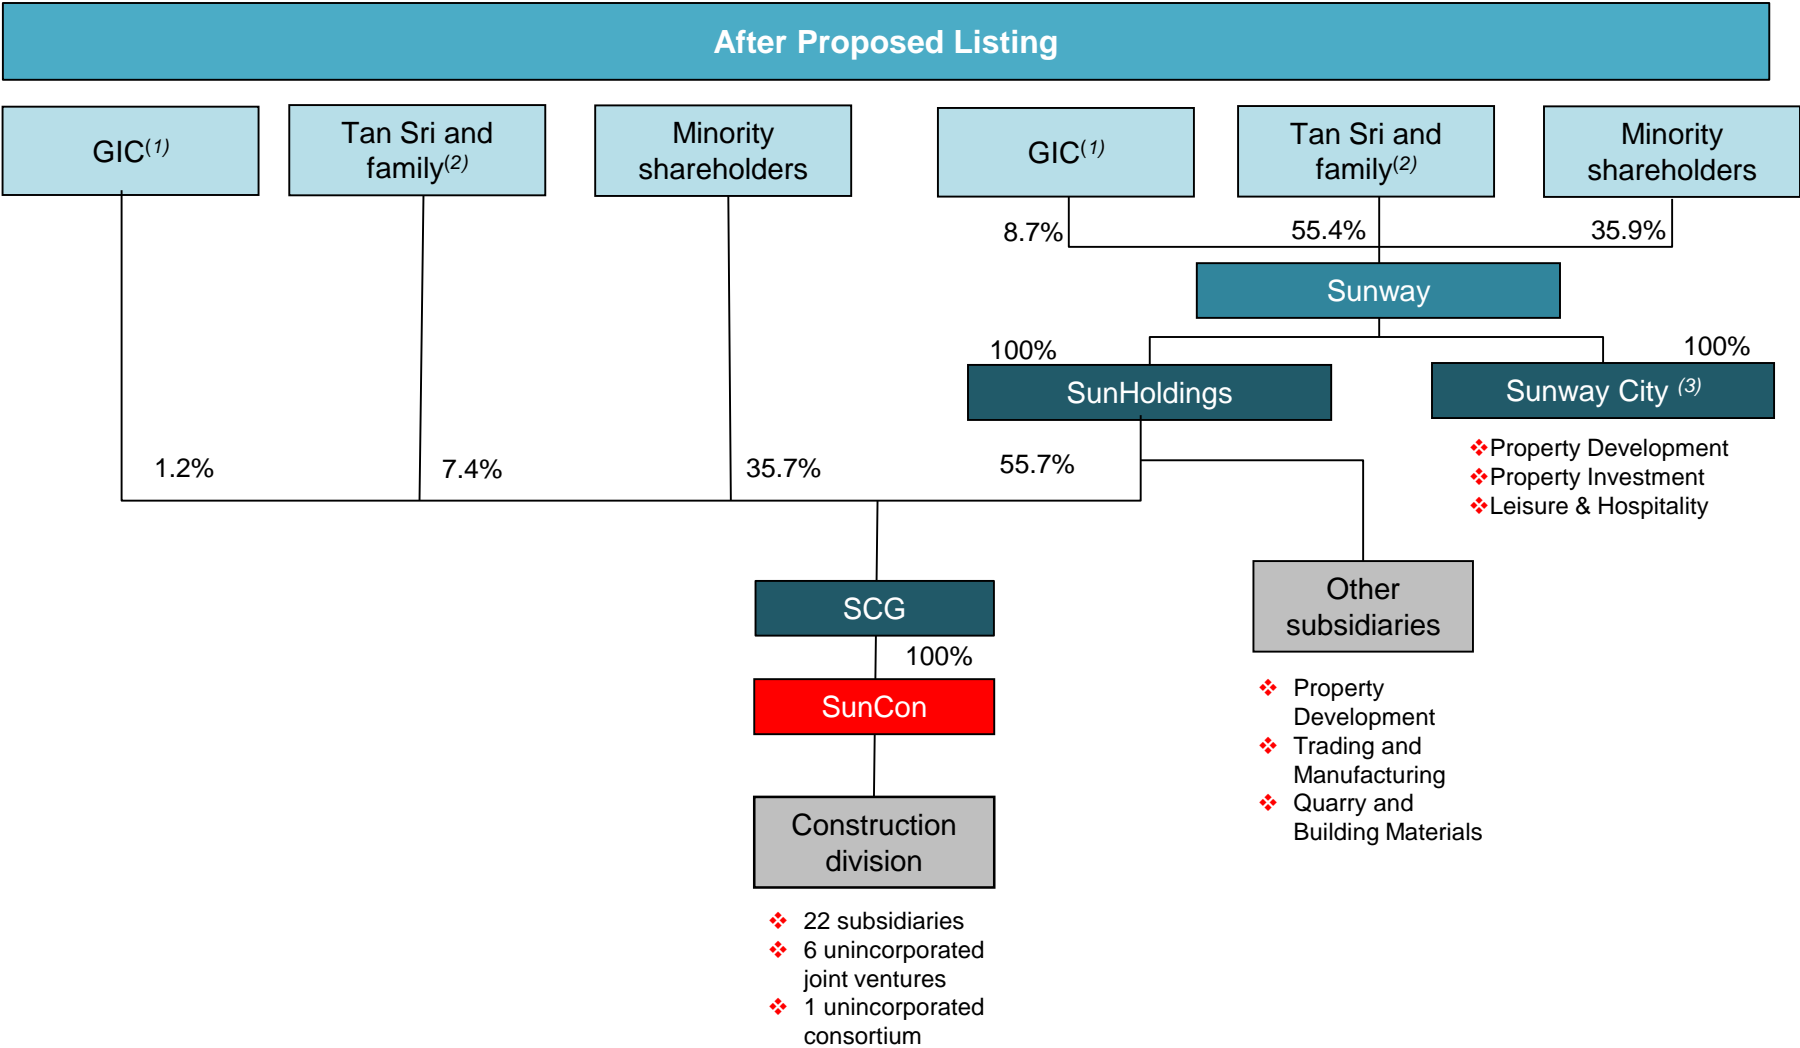 After Proposed Listing
GIC(1)
Tan Sri and
family(2)
Minority
shareholders
GIC(1)
Tan Sri and
family(2)
Minority
shareholders
8.7%
55.4%
35.9%
Sunway
100%
100%
SunHoldings
Sunway City (3)
❖Property Development
❖Property Investment
❖Leisure & Hospitality
1.2%
7.4%
35.7%
55.7%
SCG
100%
SunCon
Construction
division
❖ 22 subsidiaries
❖ 6 unincorporated
joint ventures
❖ 1 unincorporated
consortium
Other
subsidiaries
❖ Property
Development
❖ Trading and
Manufacturing
❖ Quarry and
Building Materials